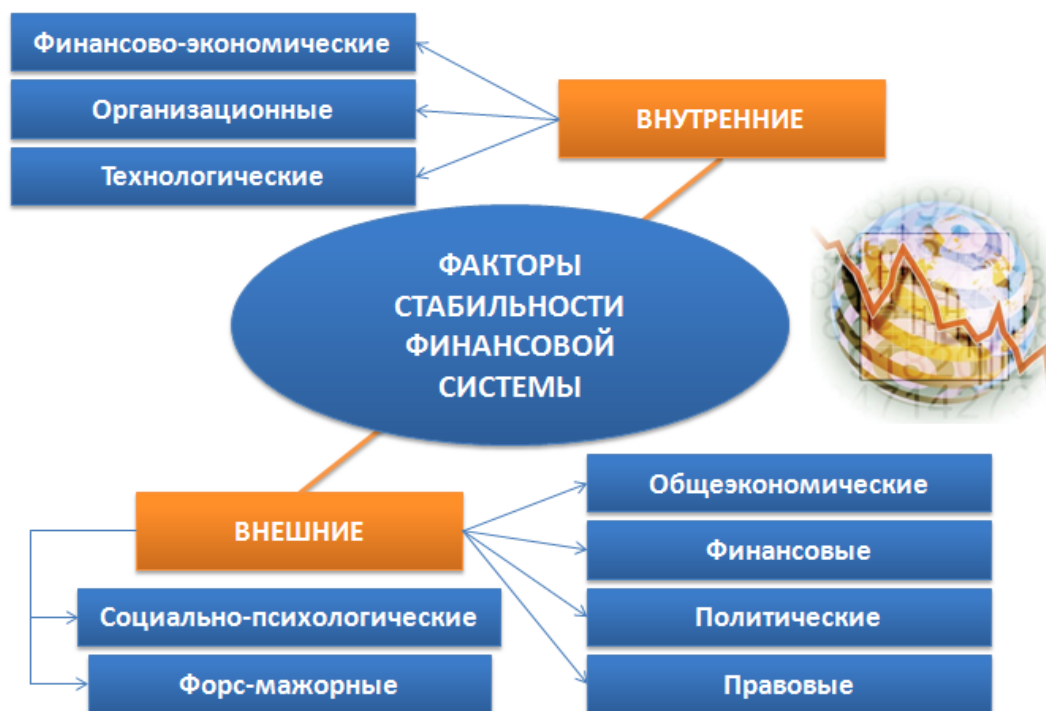 Финансово-экономические
Организационные
Технологические
ВНУТРЕННИЕ
ФАКТОРЫ
СТАБИЛЬНОСТИ
ФИНАНСОВОЙ
СИСТЕМЫ
ВНЕШНИЕ
Социально-психологические
Форс-мажорные
Общеэкономические
Финансовые
Политические
Правовые